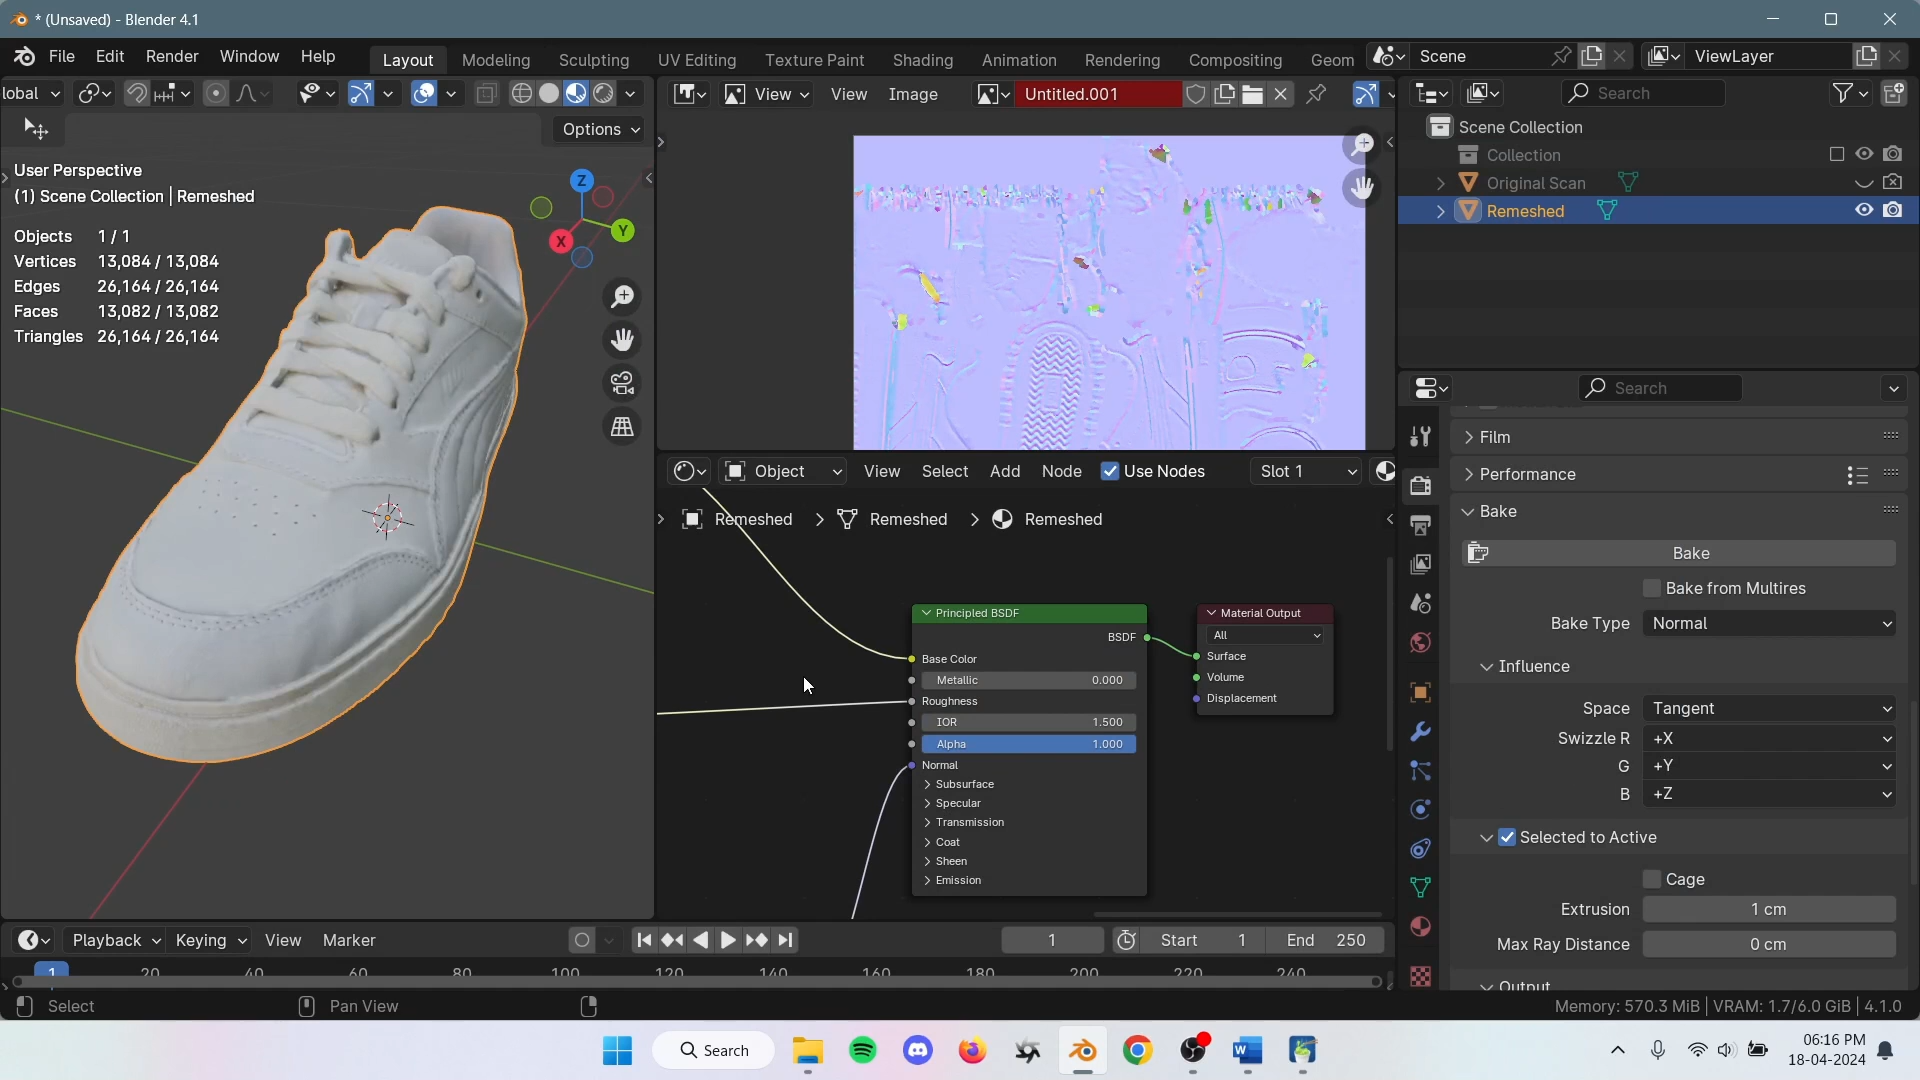 * (Unsaved) - Blender 4.1
File Edit Render Window Help
Layout Modeling Sculpting UV Editing Texture Paint Shading Animation Rendering Compositing Geom
Scene ViewLayer
lobal
Options
User Perspective
(1) Scene Collection | Remeshed
Objects 1 / 1
Vertices 13,084 / 13,084
Edges 26,164 / 26,164
Faces 13,082 / 13,082
Triangles 26,164 / 26,164
Z
Y
X
View View Image Untitled.001
Object View Select Add Node Use Nodes Slot 1
Remeshed Remeshed Remeshed
Principled BSDF
BSDF
Base Color
Metallic 0.000
Roughness
IOR 1.500
Alpha 1.000
Normal
Subsurface
Specular
Transmission
Coat
Sheen
Emission
Material Output
All
Surface
Volume
Displacement
Search
Scene Collection
Collection
Original Scan
Remeshed
Search
Film
Performance
Bake
Bake
Bake from Multires
Bake Type Normal
Influence
Space Tangent
Swizzle R +X
G +Y
B +Z
Selected to Active
Cage
Extrusion 1 cm
Max Ray Distance 0 cm
Output
Playback Keying View Marker
1 Start 1 End 250
1 20 40 60 80 100 120 140 160 180 200 220 240
Select Pan View
Memory: 570.3 MiB | VRAM: 1.7/6.0 GiB | 4.1.0
Search
06:16 PM
18-04-2024